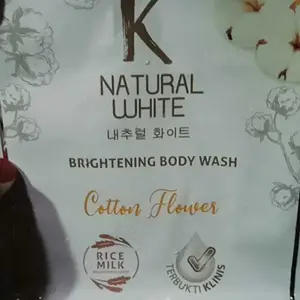 K
NATURAL
WHITE
내추럴 화이트
BRIGHTENING BODY WASH
Cotton Flower
RICE
MILK
TERBUKTI KLINIS